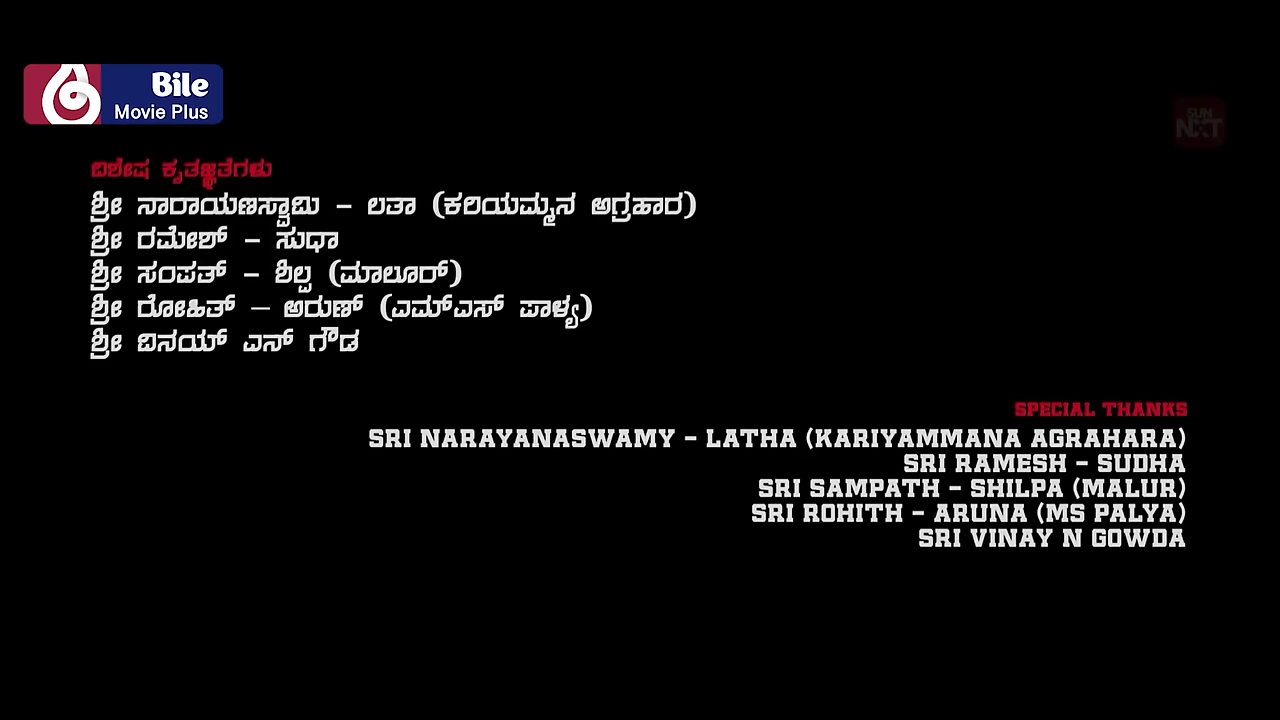 Bile
Movie Plus
SUN
NXT
ವಿಶೇಷ ಕೃತಜ್ಞತೆಗಳು
ಶ್ರೀ ನಾರಾಯಣಸ್ವಾಮಿ - ಲತಾ (ಕರಿಯಮ್ಮನ ಅಗ್ರಹಾರ)
ಶ್ರೀ ರಮೇಶ್ - ಸುಧಾ
ಶ್ರೀ ಸಂಪತ್ - ಶಿಲ್ಪ (ಮಾಲೂರ್)
ಶ್ರೀ ರೋಹಿತ್ – ಅರುಣ್ (ಎಮ್ಎಸ್ ಪಾಳ್ಯ)
ಶ್ರೀ ವಿನಯ್ ಎನ್ ಗೌಡ
SPECIAL THANKS
SRI NARAYANASWAMY - LATHA (KARIYAMMANA AGRAHARA)
SRI RAMESH - SUDHA
SRI SAMPATH - SHILPA (MALUR)
SRI ROHITH - ARUNA (MS PALYA)
SRI VINAY N GOWDA